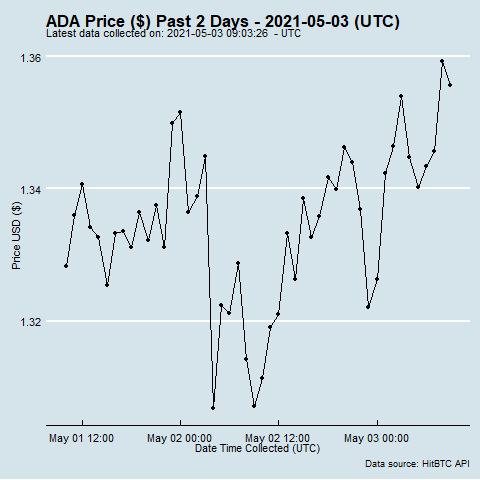 ADA Price ($) Past 2 Days - 2021-05-03 (UTC)
Latest data collected on: 2021-05-03 09:03:26  - UTC
1.36
1.34
1.32
Price USD ($)
May 01 12:00 May 02 00:00 May 02 12:00 May 03 00:00
Date Time Collected (UTC)
Data source: HitBTC API